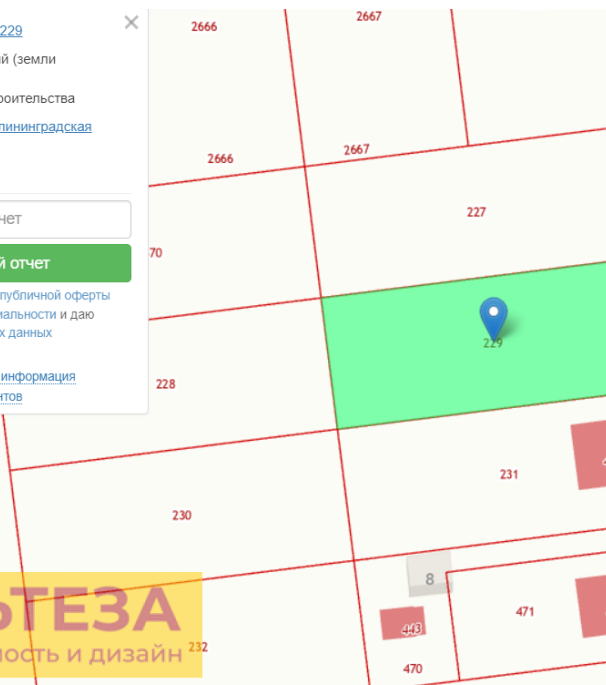 229
й (земли
роительства
лининградская
чет
й отчет
публичной оферты
иальности и даю
х данных
информация
нтов
2666
2667
2666
2667
227
70
229
228
231
230
8
443
471
470
232
ЬТЕЗА
ость и дизайн